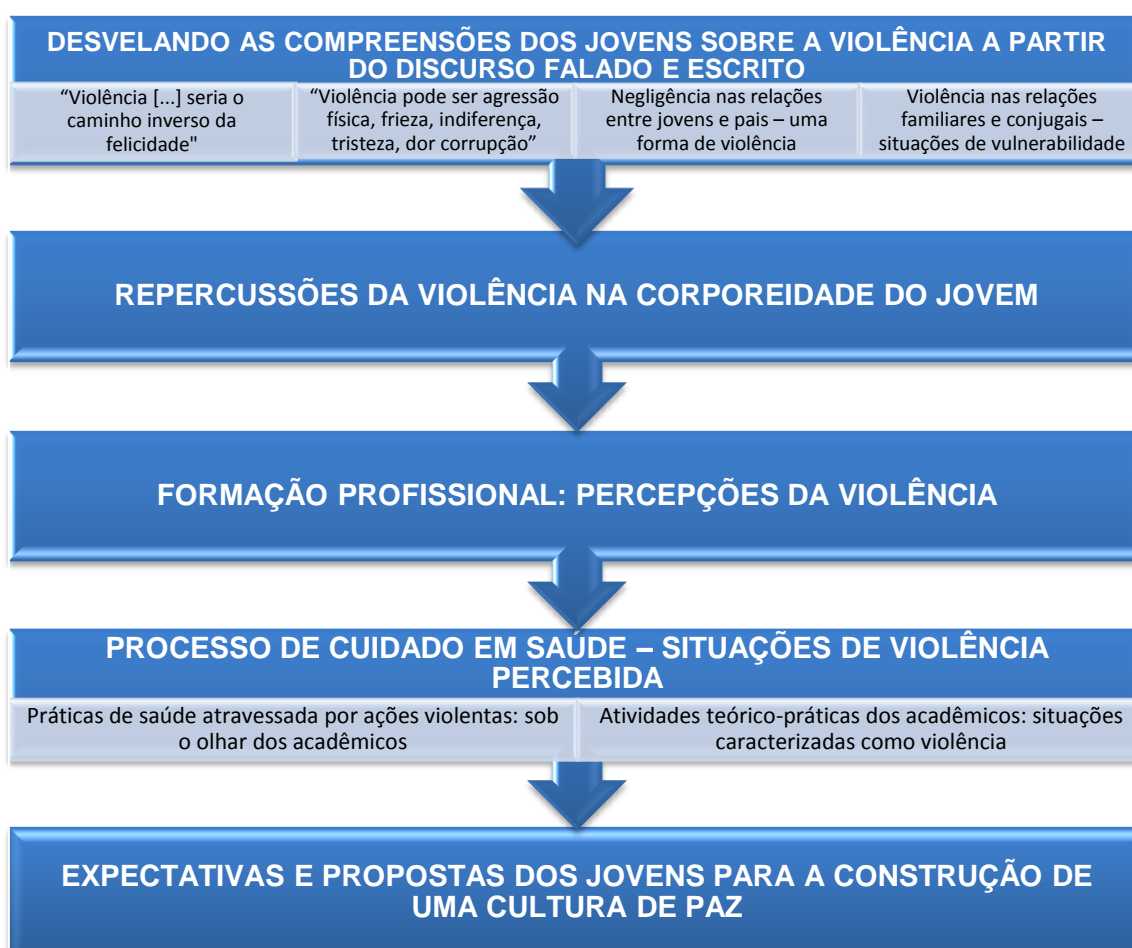 DESVELANDO AS COMPREENSÕES DOS JOVENS SOBRE A VIOLÊNCIA A PARTIR
DO DISCURSO FALADO E ESCRITO
“Violência [...] seria o
caminho inverso da
felicidade"
“Violência pode ser agressão
física, frieza, indiferença,
tristeza, dor corrupção”
Negligência nas relações
entre jovens e pais – uma
forma de violência
Violência nas relações
familiares e conjugais –
situações de vulnerabilidade
REPERCUSSÕES DA VIOLÊNCIA NA CORPOREIDADE DO JOVEM
FORMAÇÃO PROFISSIONAL: PERCEPÇÕES DA VIOLÊNCIA
PROCESSO DE CUIDADO EM SAÚDE – SITUAÇÕES DE VIOLÊNCIA
PERCEBIDA
Práticas de saúde atravessada por ações violentas: sob
o olhar dos acadêmicos
Atividades teórico-práticas dos acadêmicos: situações
caracterizadas como violência
EXPECTATIVAS E PROPOSTAS DOS JOVENS PARA A CONSTRUÇÃO DE
UMA CULTURA DE PAZ